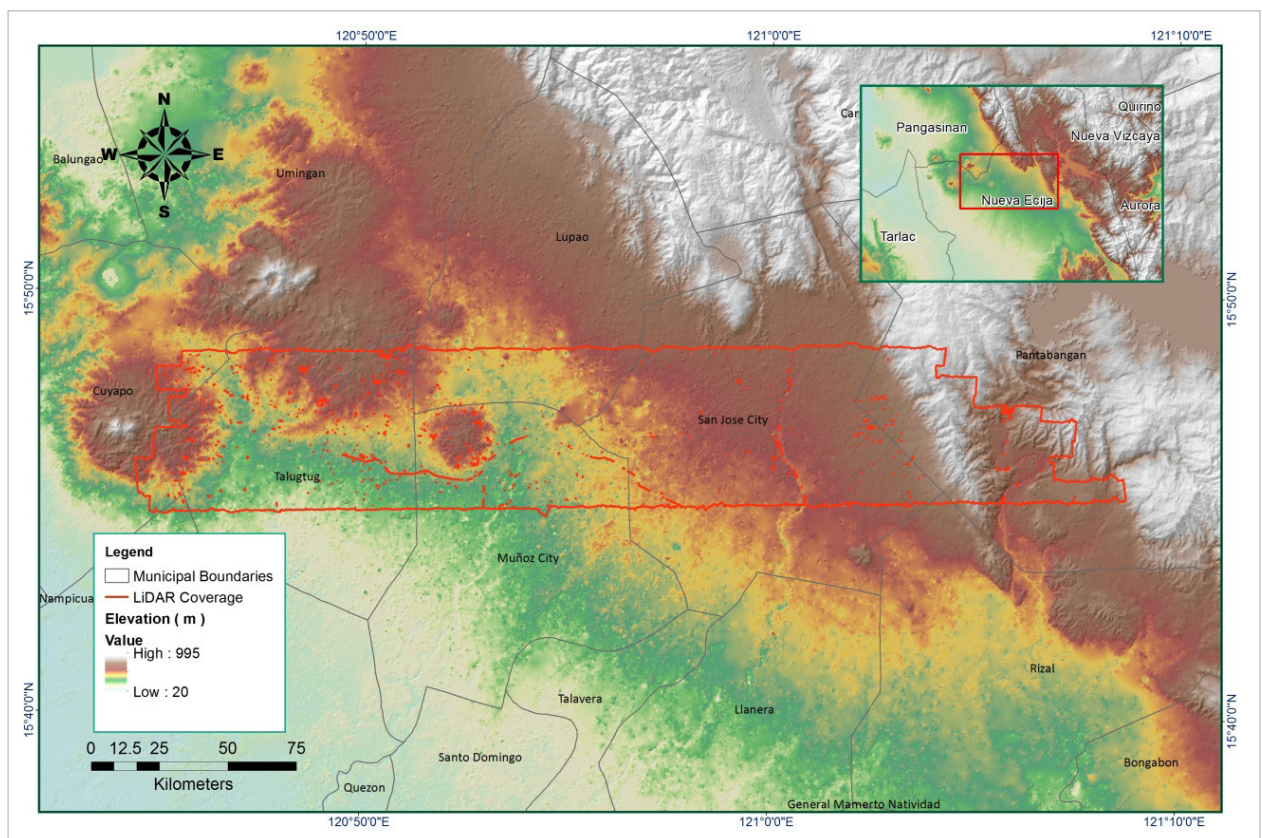 120°50'0"E
121°0'0"E
121°10'0"E
N
W
E
S
Balungao
Umingan
Lupao
Car
Quirino
Pangasinan
Nueva Vizcaya
Nueva Ecija
Aurora
Tarlac
15°50'0"N
15°50'0"N
Pantabangan
Cuyapo
San Jose City
Talugtug
Muñoz City
Nampicua
Legend
Municipal Boundaries
LiDAR Coverage
Elevation ( m )
Value
High : 995
Low : 20
Rizal
Talavera
Llanera
15°40'0"N
15°40'0"N
0 12.5 25 50 75
Kilometers
Santo Domingo
Bongabon
Quezon
General Mamerto Natividad
120°50'0"E
121°0'0"E
121°10'0"E